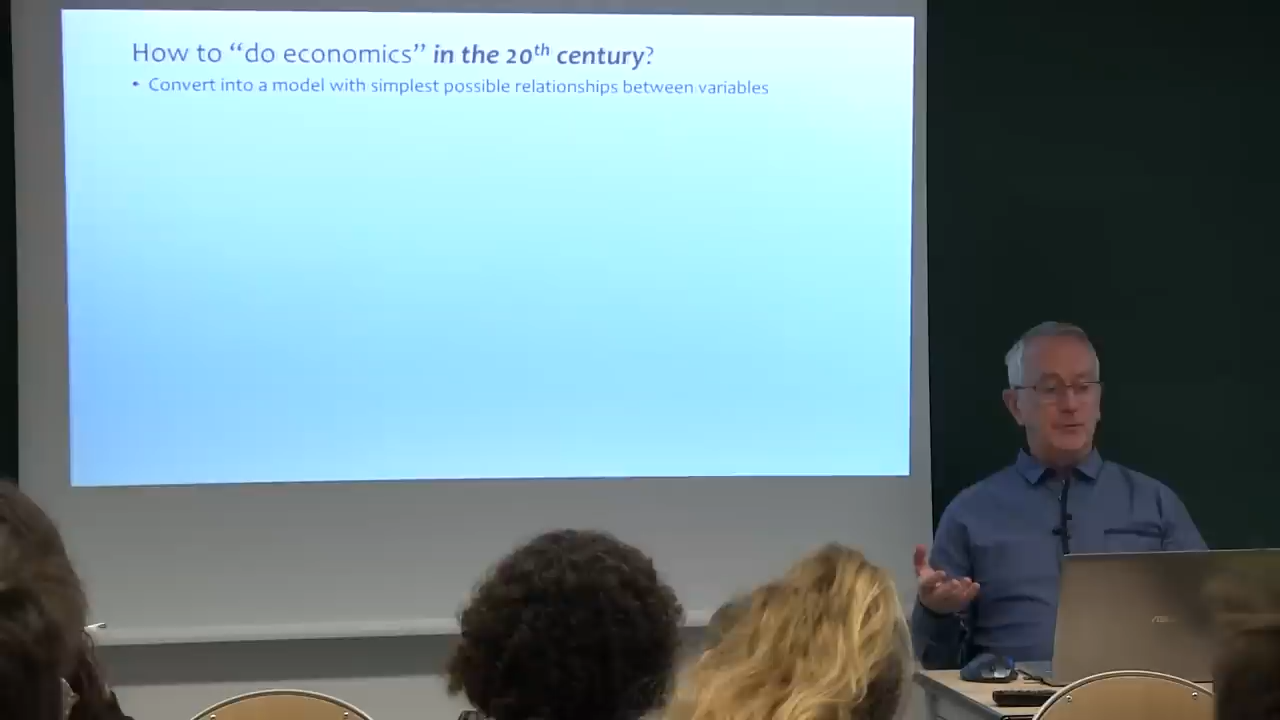 How to “do economics” in the 20th century?
• Convert into a model with simplest possible relationships between variables